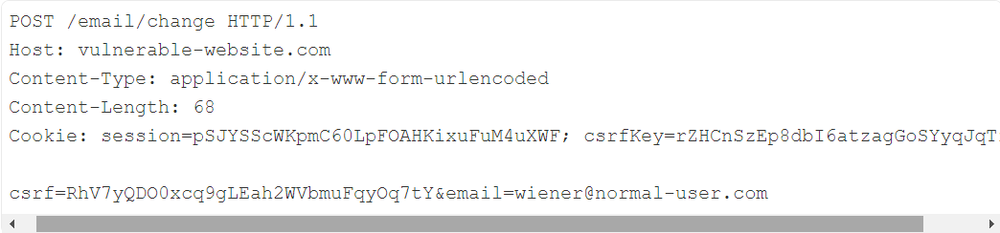 POST /email/change HTTP/1.1
Host: vulnerable-website.com
Content-Type: application/x-www-form-urlencoded
Content-Length: 68
Cookie: session=pSJYSScWKpmC60LpFOAHKixuFuM4uXWF; csrfKey=rZHCnSzEp8dbI6atzagGoSYyqJqT
csrf=RhV7yQDO0xcq9gLEah2WVbmuFqyOq7tY&email=wiener@normal-user.com